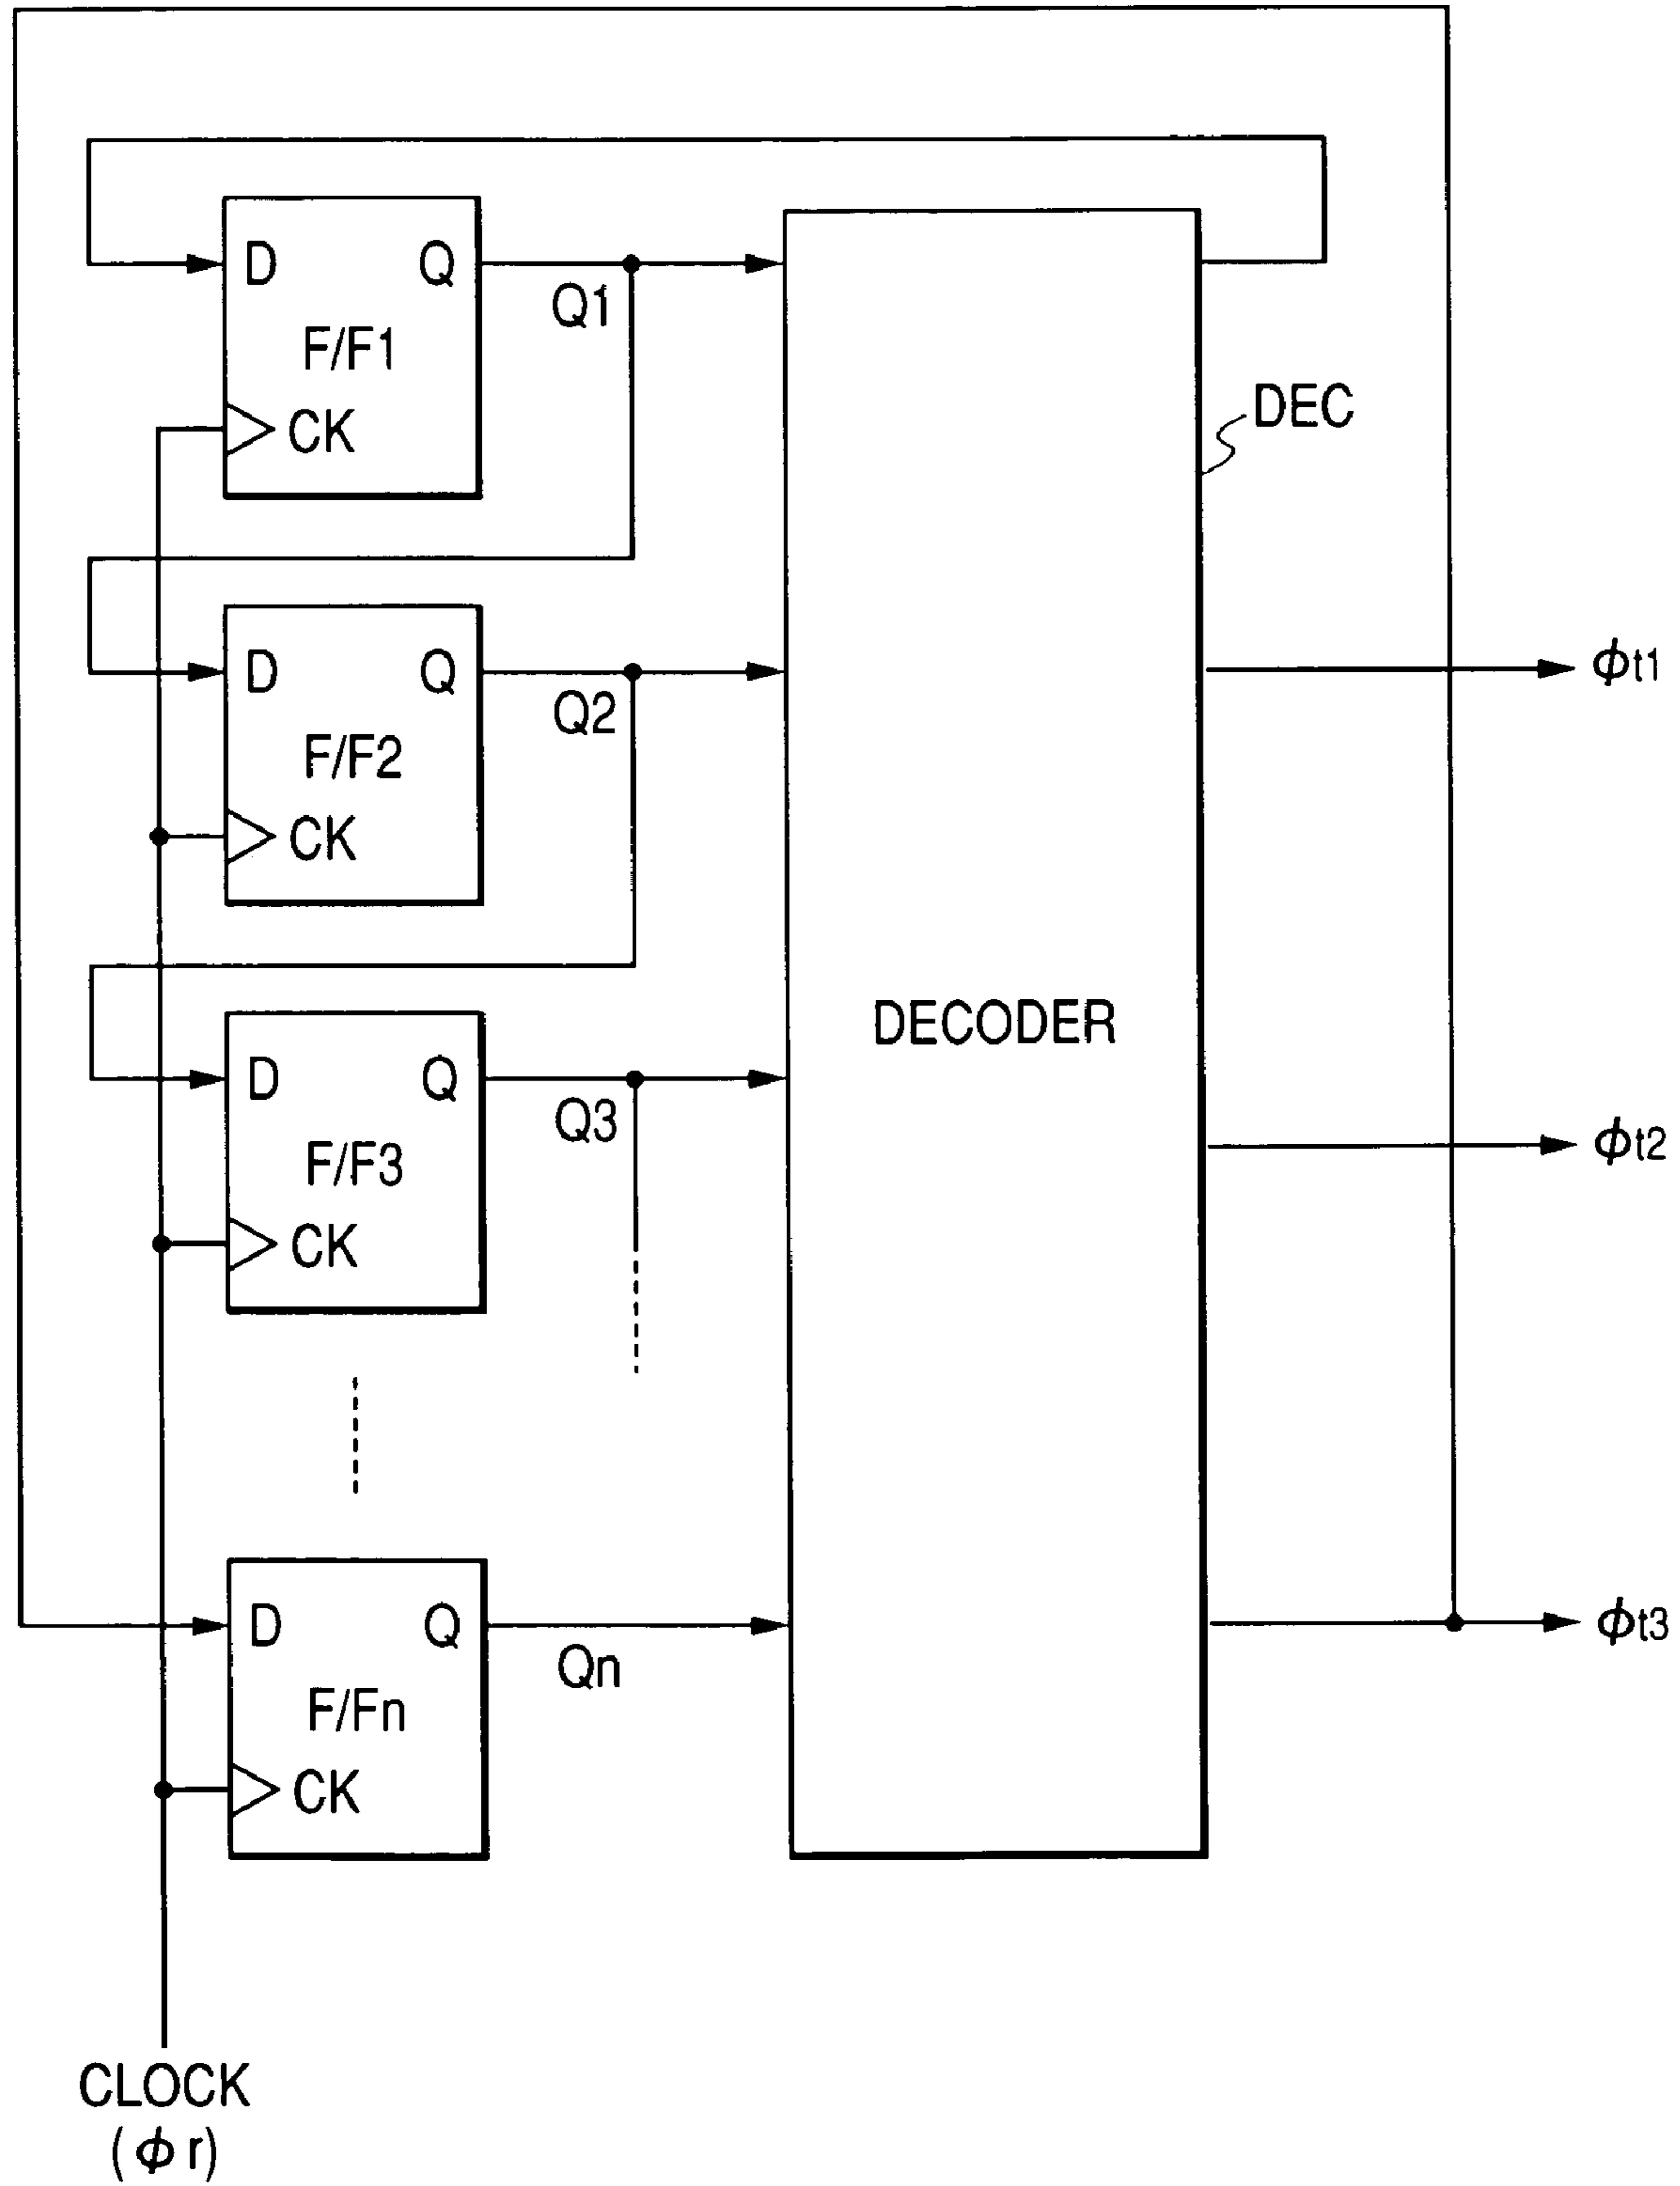 D Q
Q1
F/F1
CK
DEC
D Q
Q2
F/F2
CK
ϕt1
DECODER
D Q
Q3
F/F3
CK
ϕt2
D Q
Qn
F/Fn
CK
ϕt3
CLOCK
(ϕr)